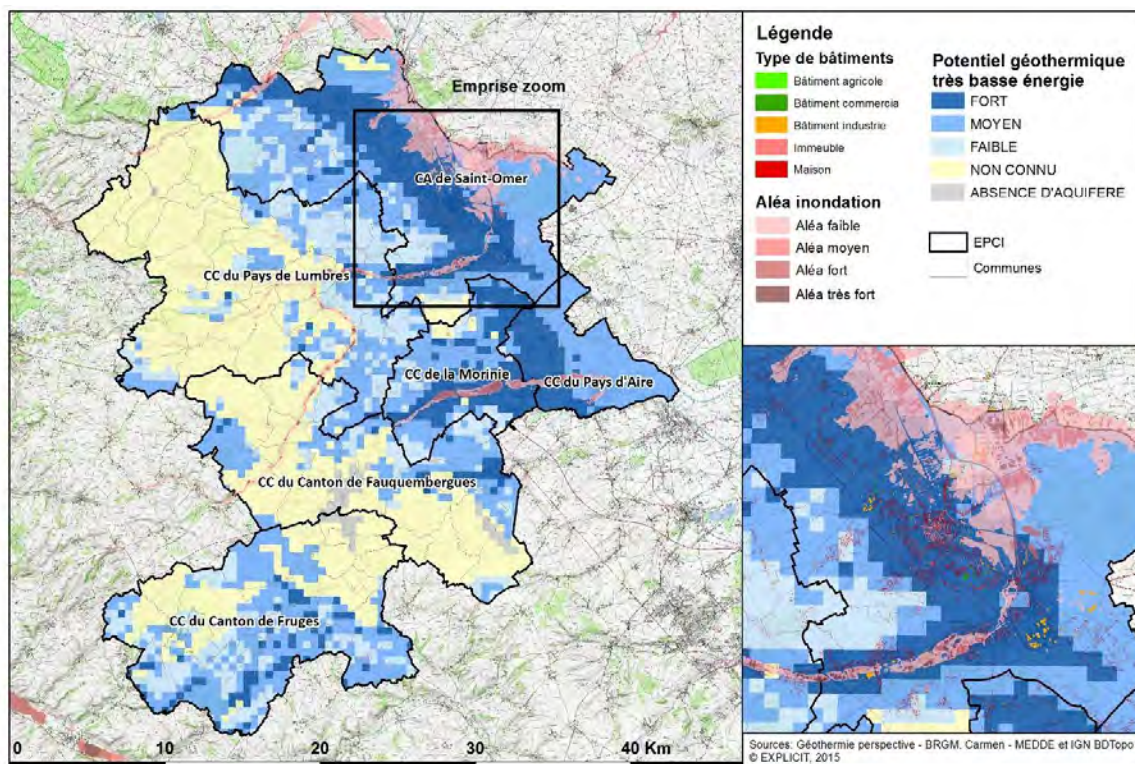 Emprise zoom
CA de Saint-Omer
CC du Pays de Lumbres
CC de la Morinie
CC du Pays d'Aire
CC du Canton de Fauquembergues
CC du Canton de Fruges
0 10 20 30 40 Km
Légende
Type de bâtiments
Bâtiment agricole
Bâtiment commercia
Bâtiment industrie
Immeuble
Maison
Aléa inondation
Aléa faible
Aléa moyen
Aléa fort
Aléa très fort
Potentiel géothermique
très basse énergie
FORT
MOYEN
FAIBLE
NON CONNU
ABSENCE D'AQUIFERE
EPCI
Communes
Sources: Géothermie perspective - BRGM. Carmen - MEDDE et IGN BDTopo
© EXPLICIT, 2015